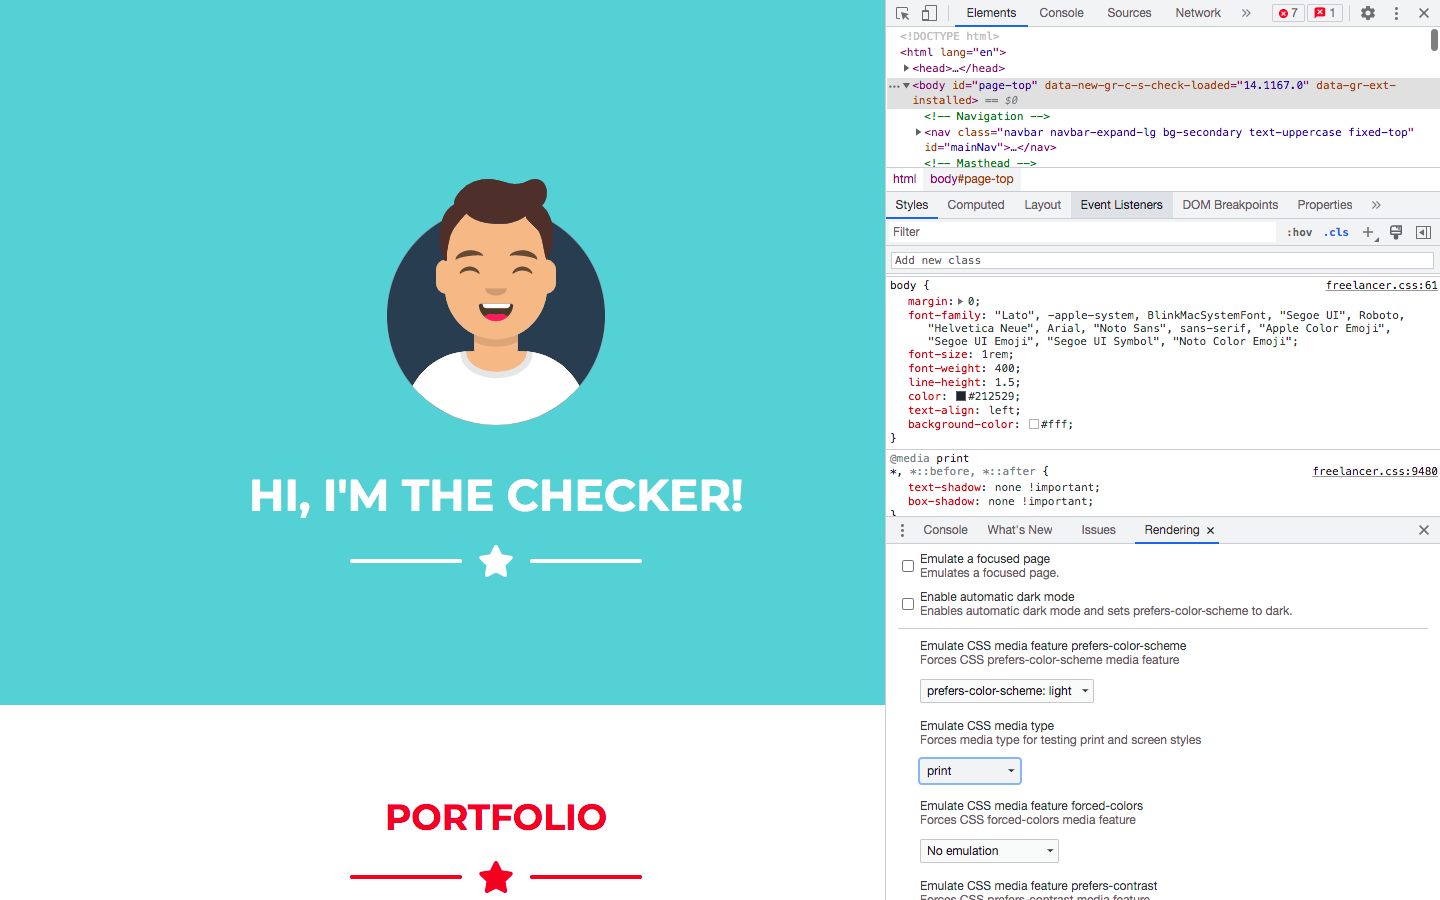 HI, I'M THE CHECKER!
PORTFOLIO
Elements Console Sources Network » 7 1
<!DOCTYPE html>
<html lang="en">
<head>…</head>
<body id="page-top" data-new-gr-c-s-check-loaded="14.1167.0" data-gr-ext-
installed> == $0
<!-- Navigation -->
<nav class="navbar navbar-expand-lg bg-secondary text-uppercase fixed-top"
id="mainNav">…</nav>
<!-- Masthead -->
html body#page-top
Styles Computed Layout Event Listeners DOM Breakpoints Properties »
Filter :hov .cls +
Add new class
body { freelancer.css:61
margin: 0;
font-family: "Lato", -apple-system, BlinkMacSystemFont, "Segoe UI", Roboto,
"Helvetica Neue", Arial, "Noto Sans", sans-serif, "Apple Color Emoji",
"Segoe UI Emoji", "Segoe UI Symbol", "Noto Color Emoji";
font-size: 1rem;
font-weight: 400;
line-height: 1.5;
color: #212529;
text-align: left;
background-color: #fff;
}
@media print
*, *::before, *::after { freelancer.css:9480
text-shadow: none !important;
box-shadow: none !important;
}
Console What's New Issues Rendering
Emulate a focused page
Emulates a focused page.
Enable automatic dark mode
Enables automatic dark mode and sets prefers-color-scheme to dark.
Emulate CSS media feature prefers-color-scheme
Forces CSS prefers-color-scheme media feature
prefers-color-scheme: light
Emulate CSS media type
Forces media type for testing print and screen styles
print
Emulate CSS media feature forced-colors
Forces CSS forced-colors media feature
No emulation
Emulate CSS media feature prefers-contrast
Forces CSS prefers-contrast media feature